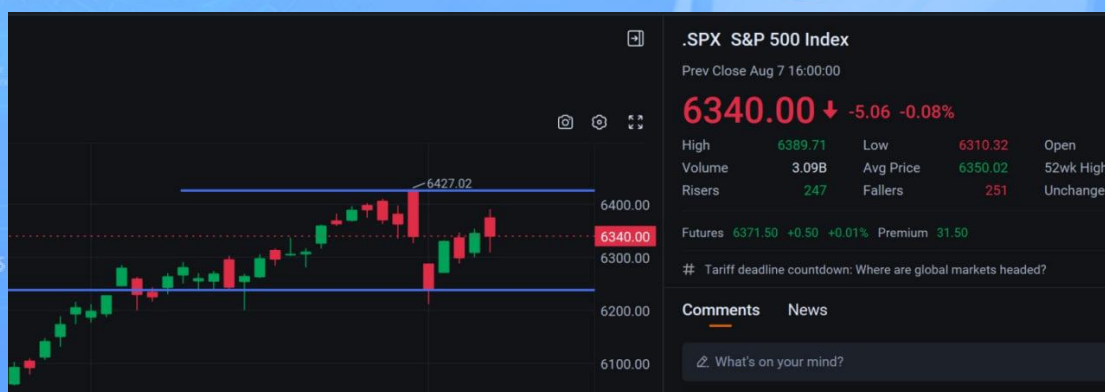 .SPX S&P 500 Index
Prev Close Aug 7 16:00:00
6340.00 -5.06 -0.08%
High 6389.71 Low 6310.32 Open
Volume 3.09B Avg Price 6350.02 52wk High
Risers 247 Fallers 251 Unchange
Futures 6371.50 +0.50 +0.01% Premium 31.50
# Tariff deadline countdown: Where are global markets headed?
Comments News
What's on your mind?
6427.02
6400.00
6340.00
6300.00
6200.00
6100.00